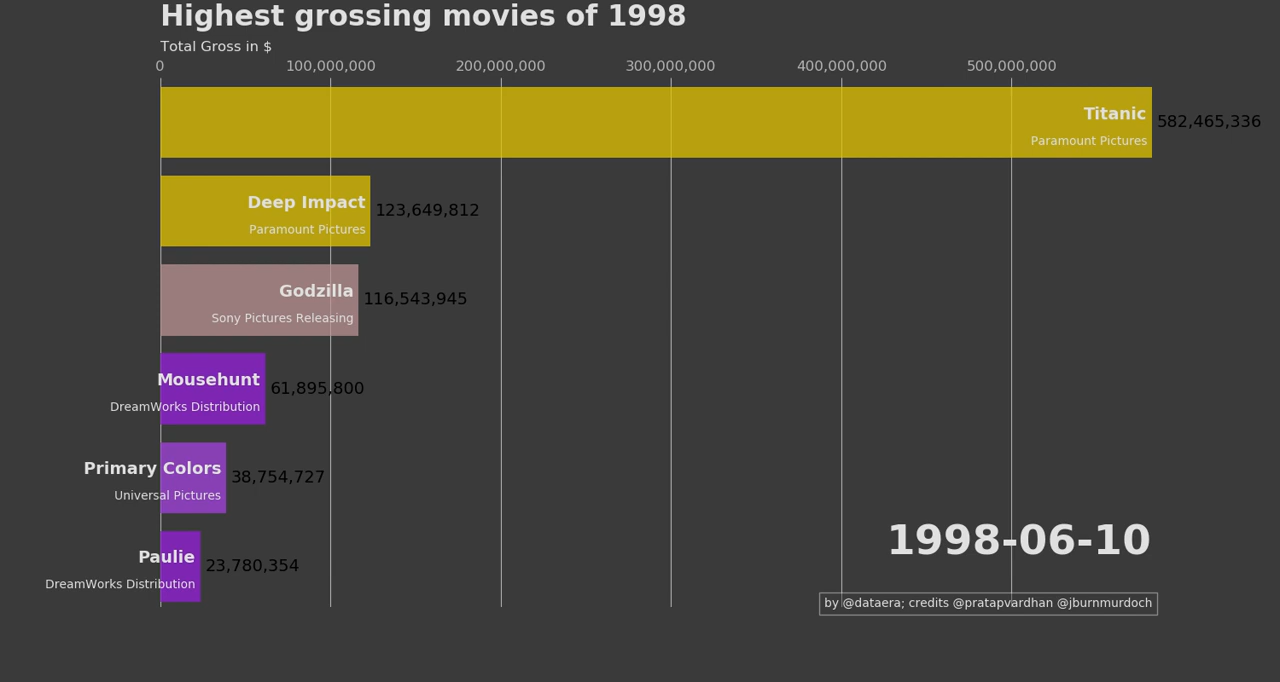 Highest grossing movies of 1998
Total Gross in $
0 100,000,000 200,000,000 300,000,000 400,000,000 500,000,000
Titanic
582,465,336
Paramount Pictures
Deep Impact
123,649,812
Paramount Pictures
Godzilla
116,543,945
Sony Pictures Releasing
Mousehunt
61,895,800
DreamWorks Distribution
Primary Colors
38,754,727
Universal Pictures
Paulie
23,780,354
DreamWorks Distribution
1998-06-10
by @dataera; credits @pratapvardhan @jburnmurdoch